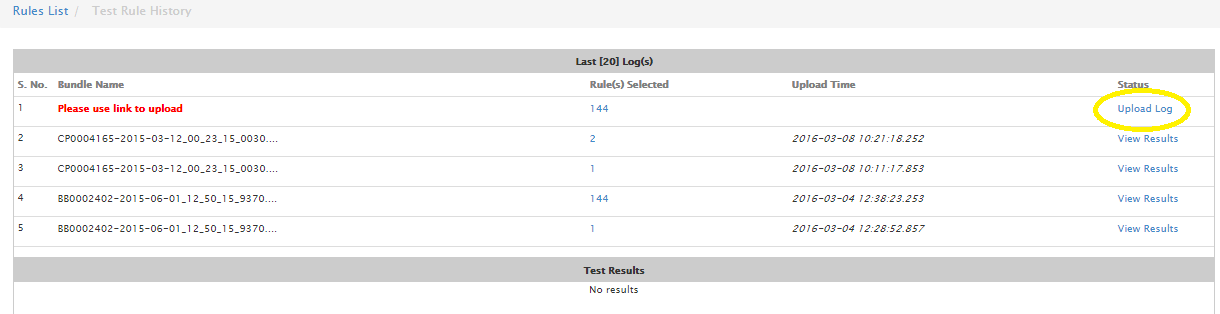 Rules List / Test Rule History
Last [20] Log(s)
S. No. Bundle Name Rule(s) Selected Upload Time Status
1 Please use link to upload 144 Upload Log
2 CP0004165-2015-03-12_00_23_15_0030.... 2 2016-03-08 10:21:18.252 View Results
3 CP0004165-2015-03-12_00_23_15_0030.... 1 2016-03-08 10:11:17.853 View Results
4 BB0002402-2015-06-01_12_50_15_9370.... 144 2016-03-04 12:38:23.253 View Results
5 BB0002402-2015-06-01_12_50_15_9370.... 1 2016-03-04 12:28:52.857 View Results
Test Results
No results